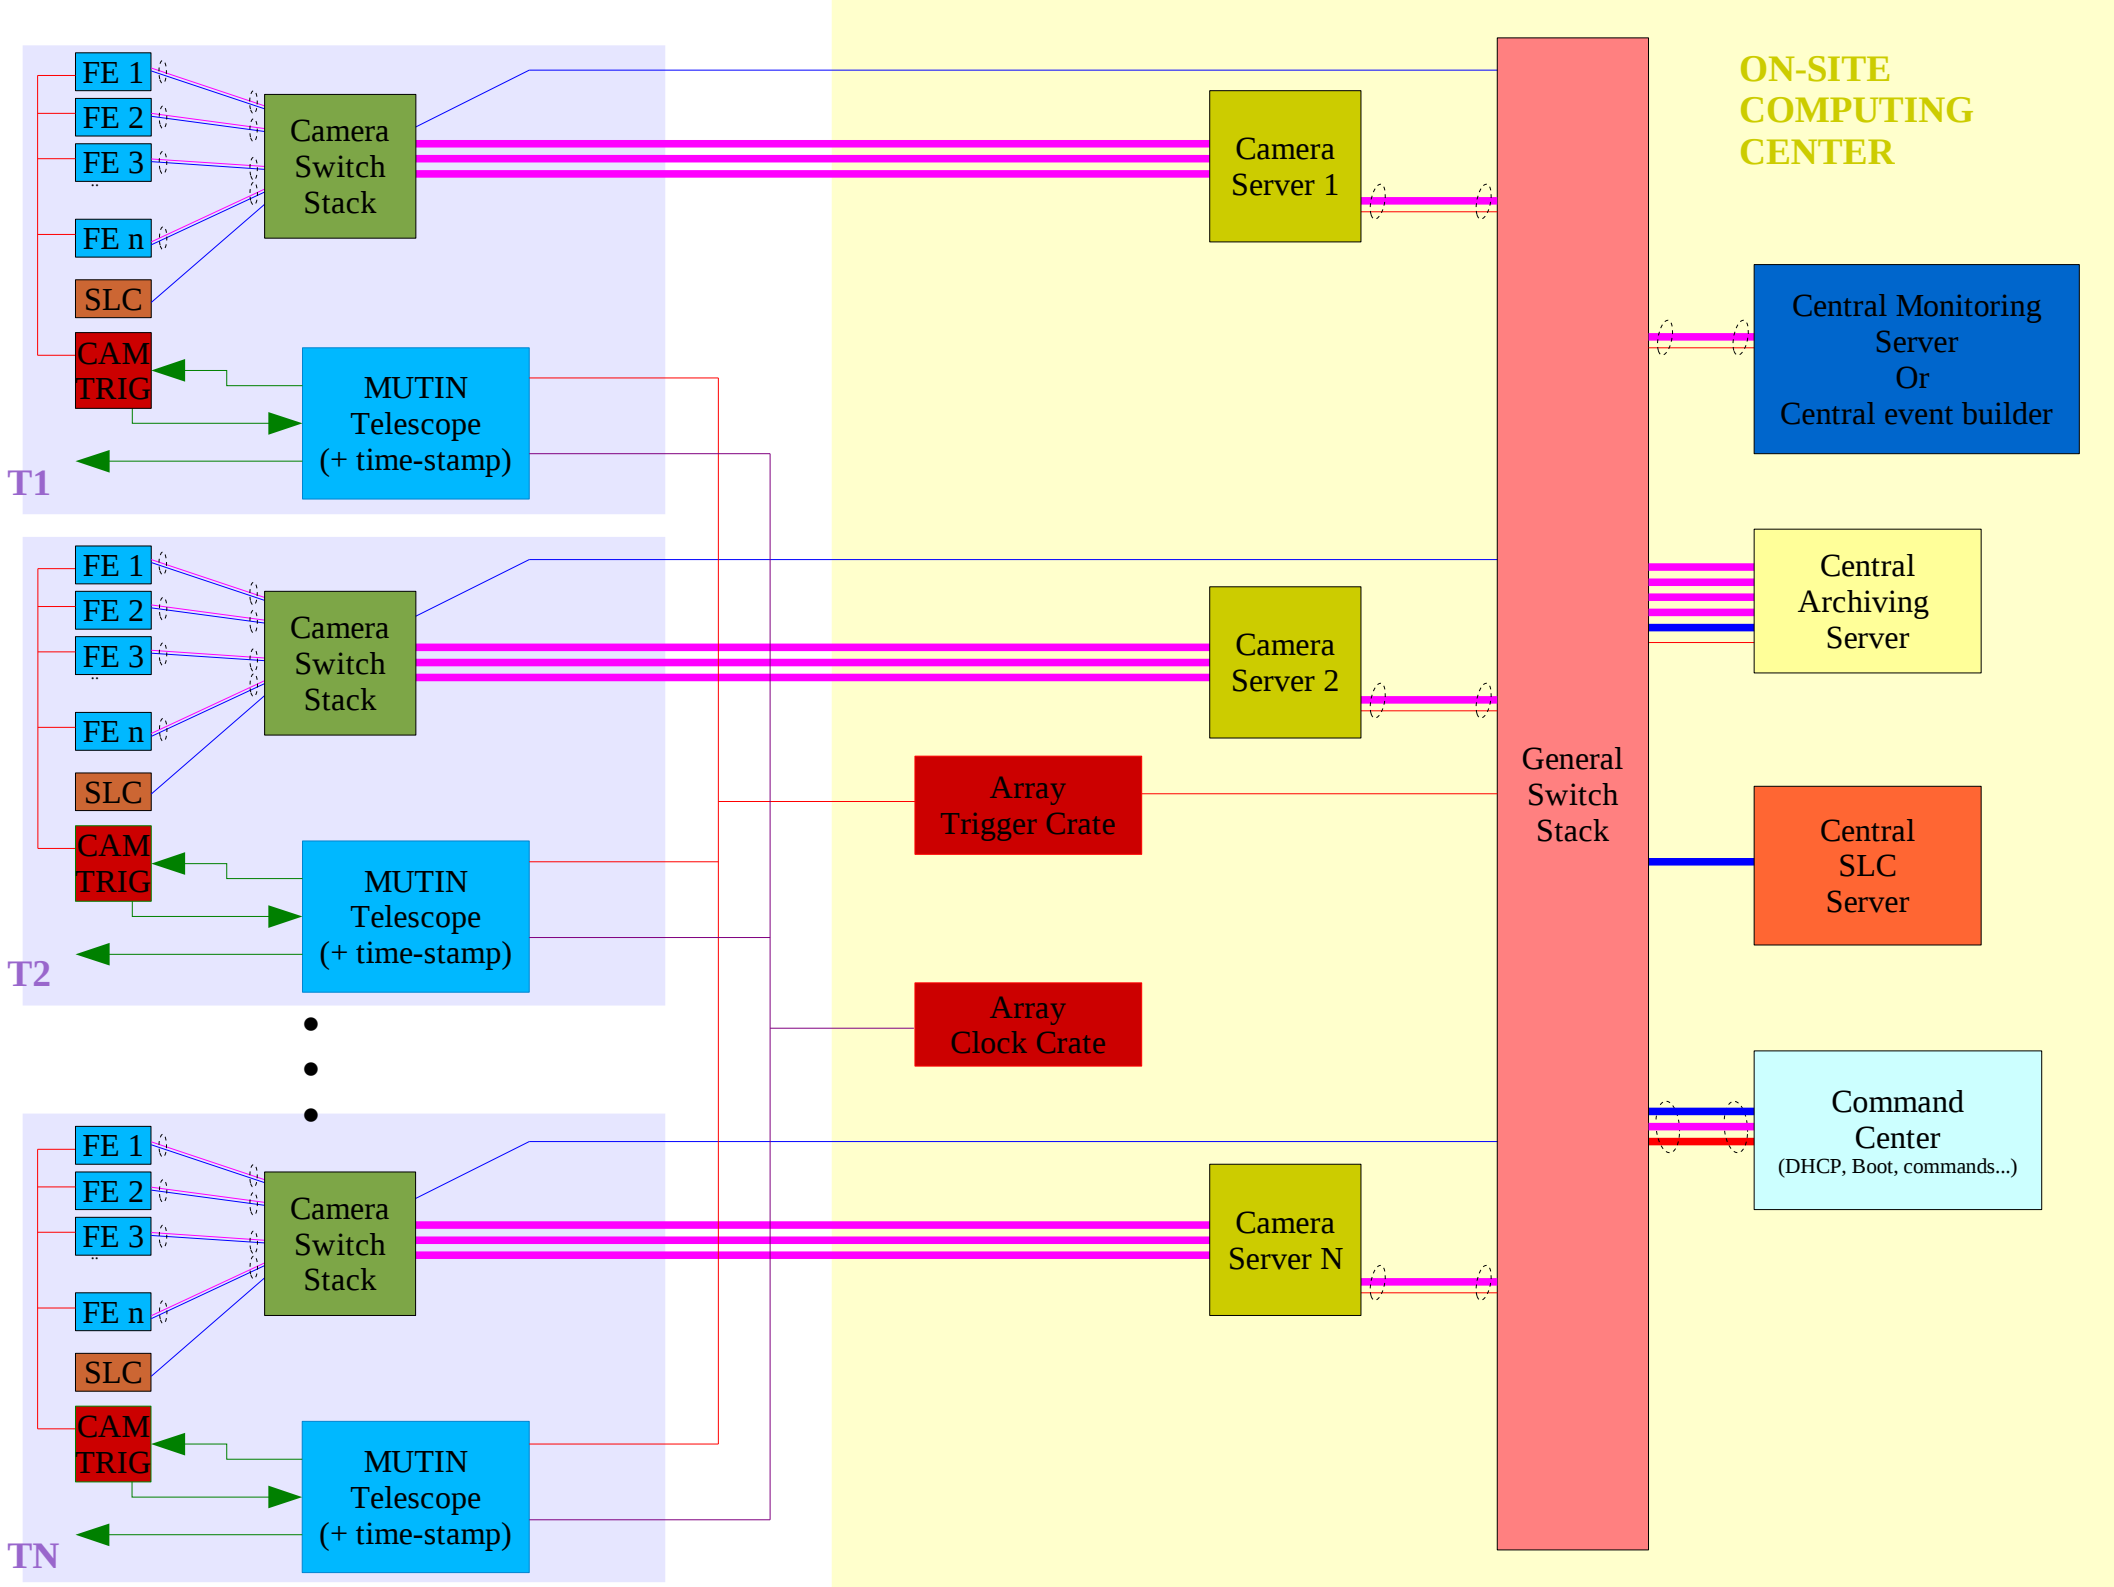 ON-SITE
COMPUTING
CENTER
FE 1
FE 2
FE 3
..
FE n
SLC
CAM
TRIG
Camera
Switch
Stack
MUTIN
Telescope
(+ time-stamp)
T1
Camera
Server 1
FE 1
FE 2
FE 3
..
FE n
SLC
CAM
TRIG
Camera
Switch
Stack
MUTIN
Telescope
(+ time-stamp)
T2
Camera
Server 2
Array
Trigger Crate
Array
Clock Crate
FE 1
FE 2
FE 3
..
FE n
SLC
CAM
TRIG
Camera
Switch
Stack
MUTIN
Telescope
(+ time-stamp)
TN
Camera
Server N
General
Switch
Stack
Central Monitoring
Server
Or
Central event builder
Central
Archiving
Server
Central
SLC
Server
Command
Center
(DHCP, Boot, commands...)